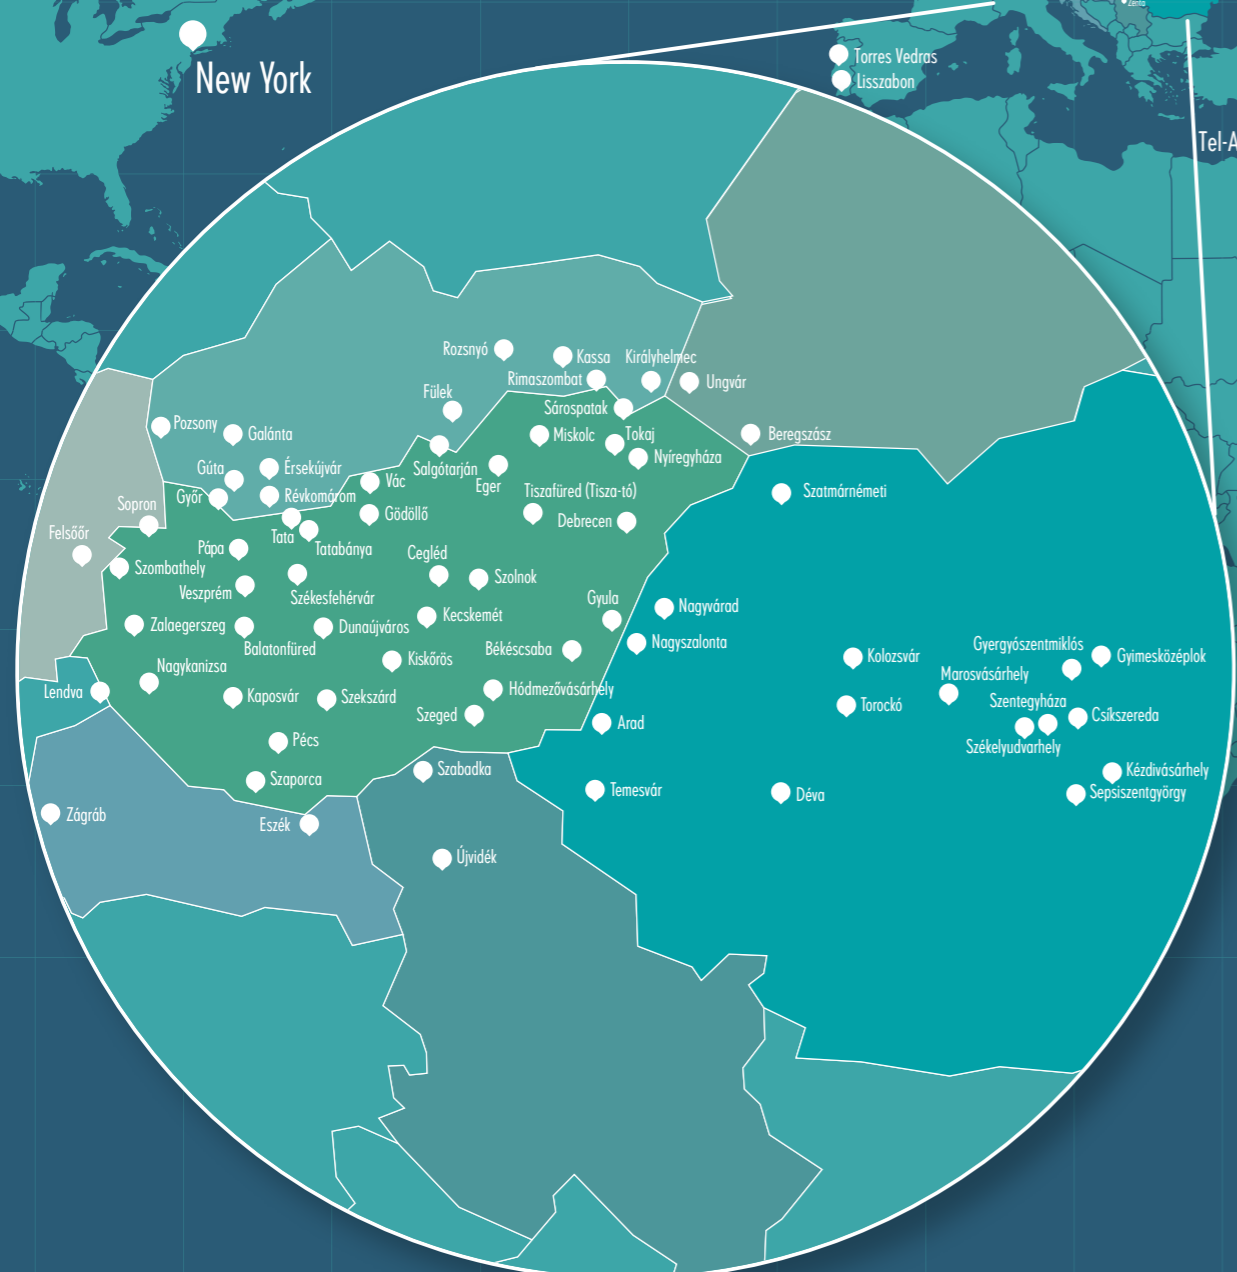 Zenta
New York
Torres Vedras
Lisszabon
Tel-A
Rozsnyó
Kassa
Királyhelmec
Rimaszombat
Ungvár
Fülek
Sárospatak
Pozsony
Galánta
Miskolc
Tokaj
Beregszász
Salgótarján
Nyíregyháza
Gúta
Érsekújvár
Vác
Eger
Tiszafüred (Tisza-tó)
Szatmárnémeti
Győr
Révkomárom
Sopron
Gödöllő
Debrecen
Felsőőr
Tata
Pápa
Tatabánya
Cegléd
Szombathely
Szolnok
Veszprém
Székesfehérvár
Gyula
Nagyvárad
Kecskemét
Zalaegerszeg
Dunaújváros
Balatonfüred
Békéscsaba
Nagyszalonta
Gyergyószentmiklós
Kiskőrös
Kolozsvár
Gyimesközéplok
Nagykanizsa
Marosvásárhely
Lendva
Kaposvár
Szekszárd
Hódmezővásárhely
Szentegyháza
Torockó
Szeged
Arad
Csíkszereda
Pécs
Székelyudvarhely
Szabadka
Kézdivásárhely
Szaporca
Temesvár
Déva
Sepsiszentgyörgy
Zágráb
Eszék
Újvidék